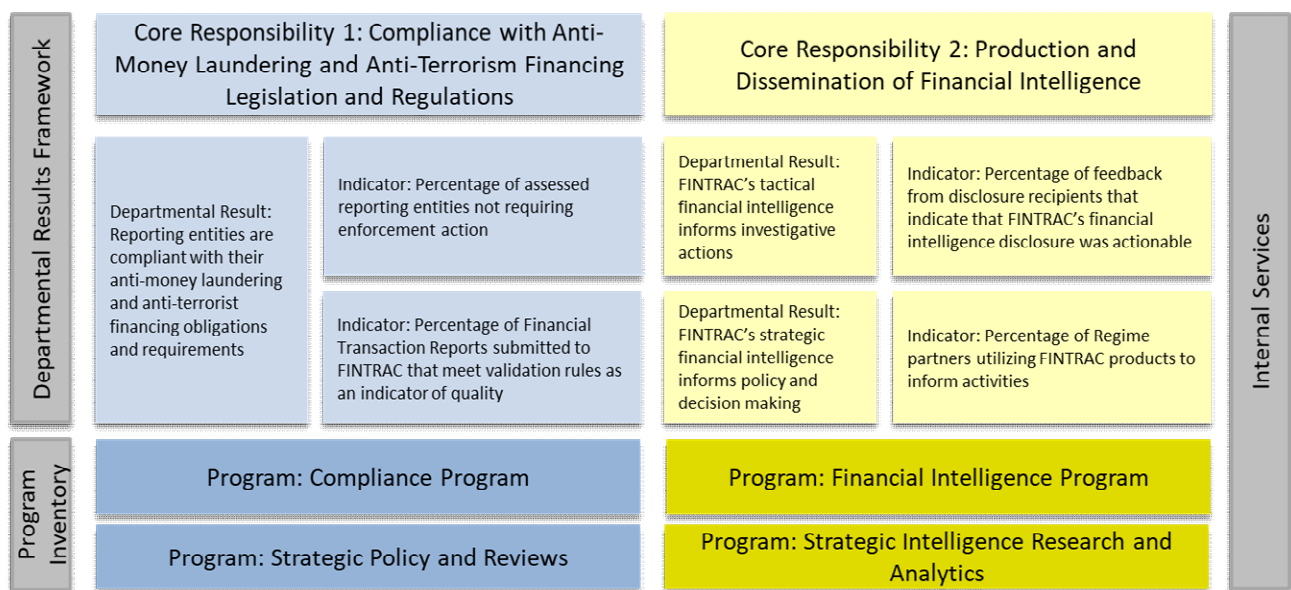 Departmental Results Framework
Core Responsibility 1: Compliance with Anti-
Money Laundering and Anti-Terrorism Financing
Legislation and Regulations
Core Responsibility 2: Production and
Dissemination of Financial Intelligence
Internal Services
Departmental Result:
Reporting entities are
compliant with their
anti-money laundering
and anti-terrorist
financing obligations
and requirements
Indicator: Percentage of assessed
reporting entities not requiring
enforcement action
Indicator: Percentage of Financial
Transaction Reports submitted to
FINTRAC that meet validation rules as
an indicator of quality
Departmental Result:
FINTRAC’s tactical
financial intelligence
informs investigative
actions
Indicator: Percentage of feedback
from disclosure recipients that
indicate that FINTRAC’s financial
intelligence disclosure was actionable
Departmental Result:
FINTRAC’s strategic
financial intelligence
informs policy and
decision making
Indicator: Percentage of Regime
partners utilizing FINTRAC products to
inform activities
Program
Inventory
Program: Compliance Program
Program: Financial Intelligence Program
Program: Strategic Policy and Reviews
Program: Strategic Intelligence Research and
Analytics